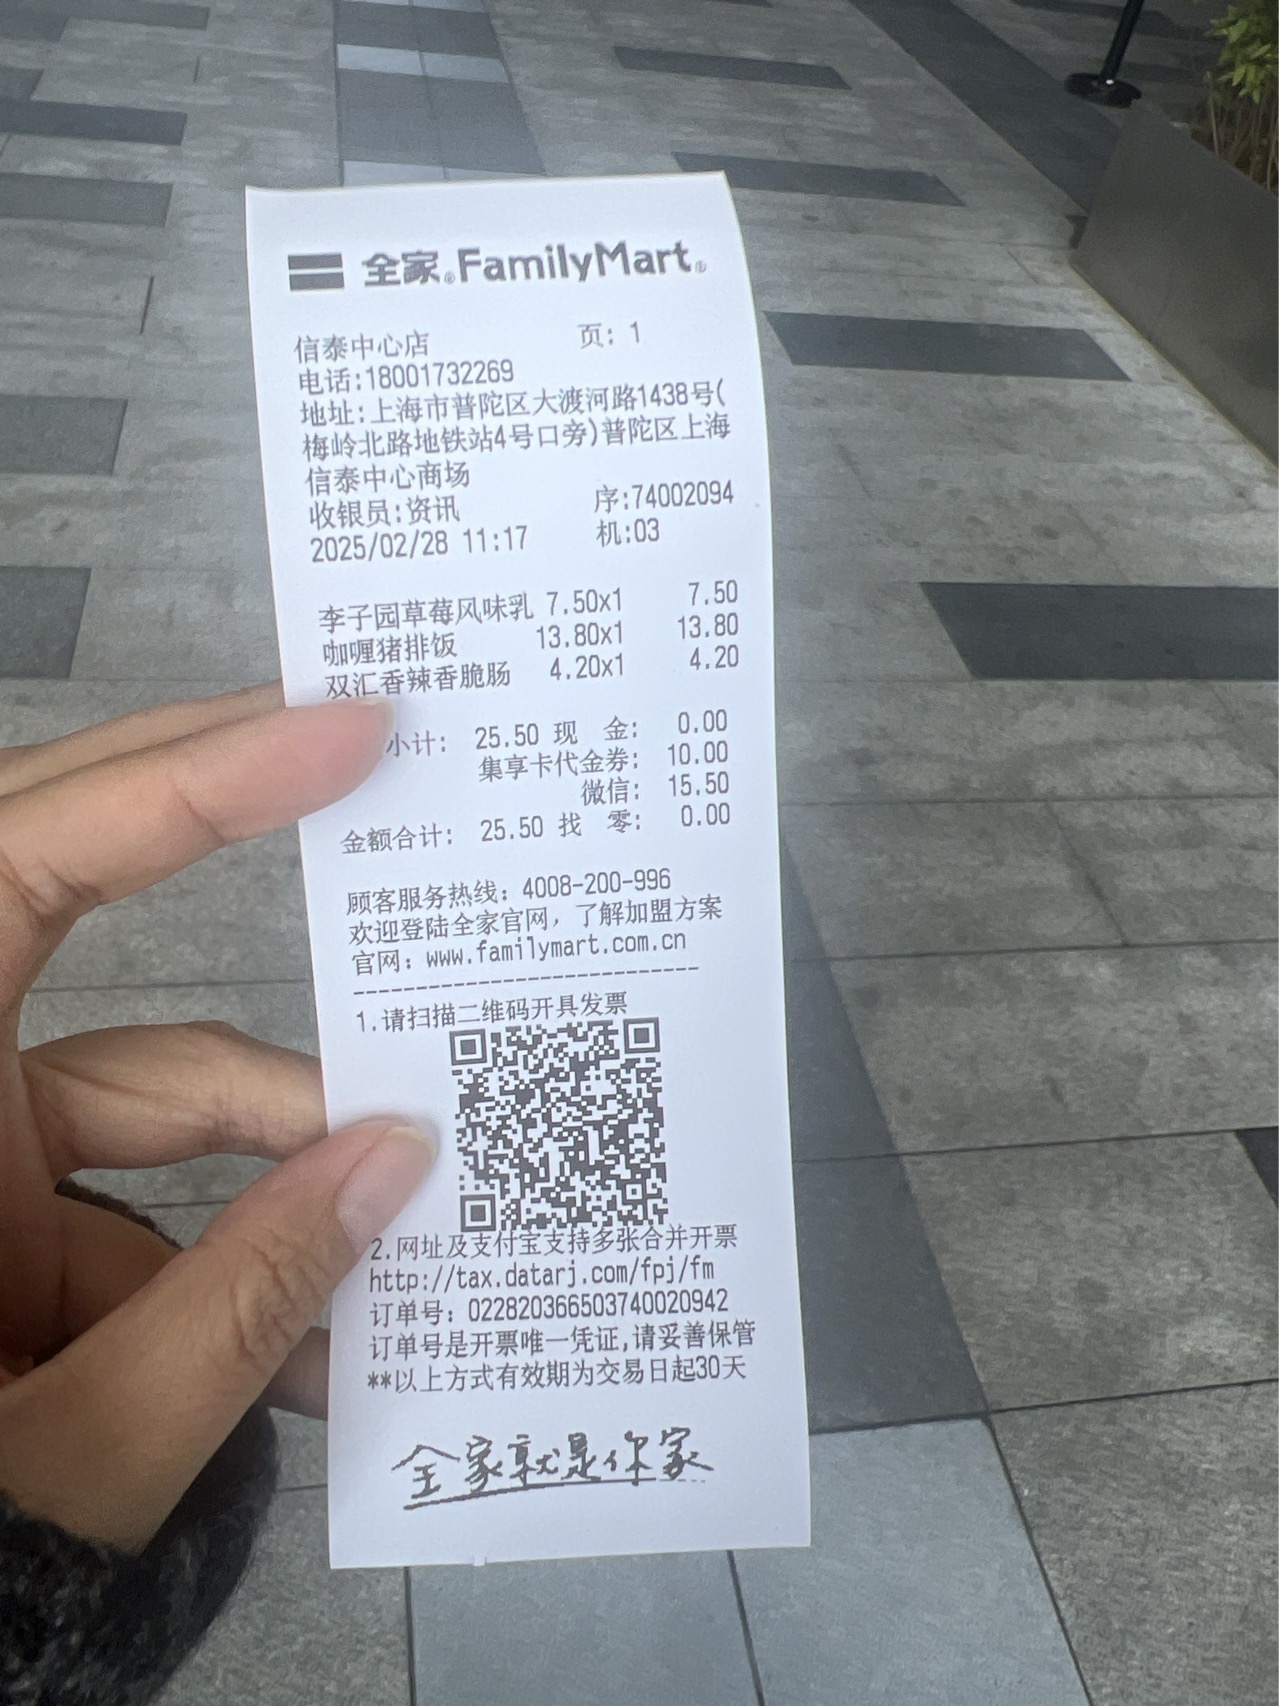 全家®FamilyMart®
信泰中心店 页: 1
电话:18001732269
地址:上海市普陀区大渡河路1438号(
梅岭北路地铁站4号口旁)普陀区上海
信泰中心商场
收银员:资讯 序:74002094
2025/02/28 11:17 机:03
李子园草莓风味乳 7.50x1 7.50
咖喱猪排饭 13.80x1 13.80
双汇香辣香脆肠 4.20x1 4.20
小计: 25.50 现 金: 0.00
集享卡代金券: 10.00
微信: 15.50
金额合计: 25.50 找 零: 0.00
顾客服务热线: 4008-200-996
欢迎登陆全家官网，了解加盟方案
官网: www.familymart.com.cn
---------------------------
1.请扫描二维码开具发票
2.网址及支付宝支持多张合并开票
http://tax.datarj.com/fpj/fm
订单号: 022820366503740020942
订单号是开票唯一凭证,请妥善保管
**以上方式有效期为交易日起30天
全家就是你家